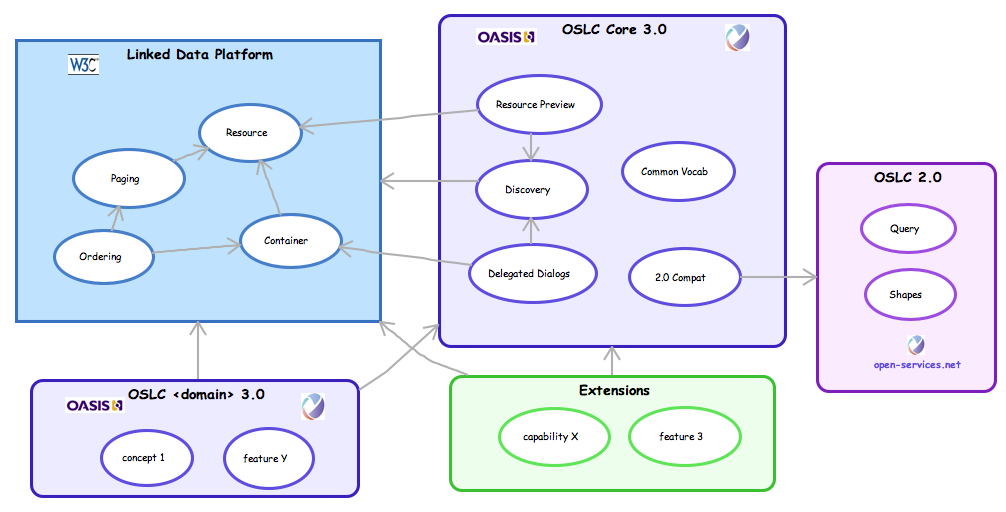 Linked Data Platform
W3C
Resource
Paging
Container
Ordering
OASIS
OSLC Core 3.0
Resource Preview
Common Vocab
Discovery
Delegated Dialogs
2.0 Compat
OSLC 2.0
Query
Shapes
open-services.net
OSLC <domain> 3.0
OASIS
concept 1
feature Y
Extensions
capability X
feature 3